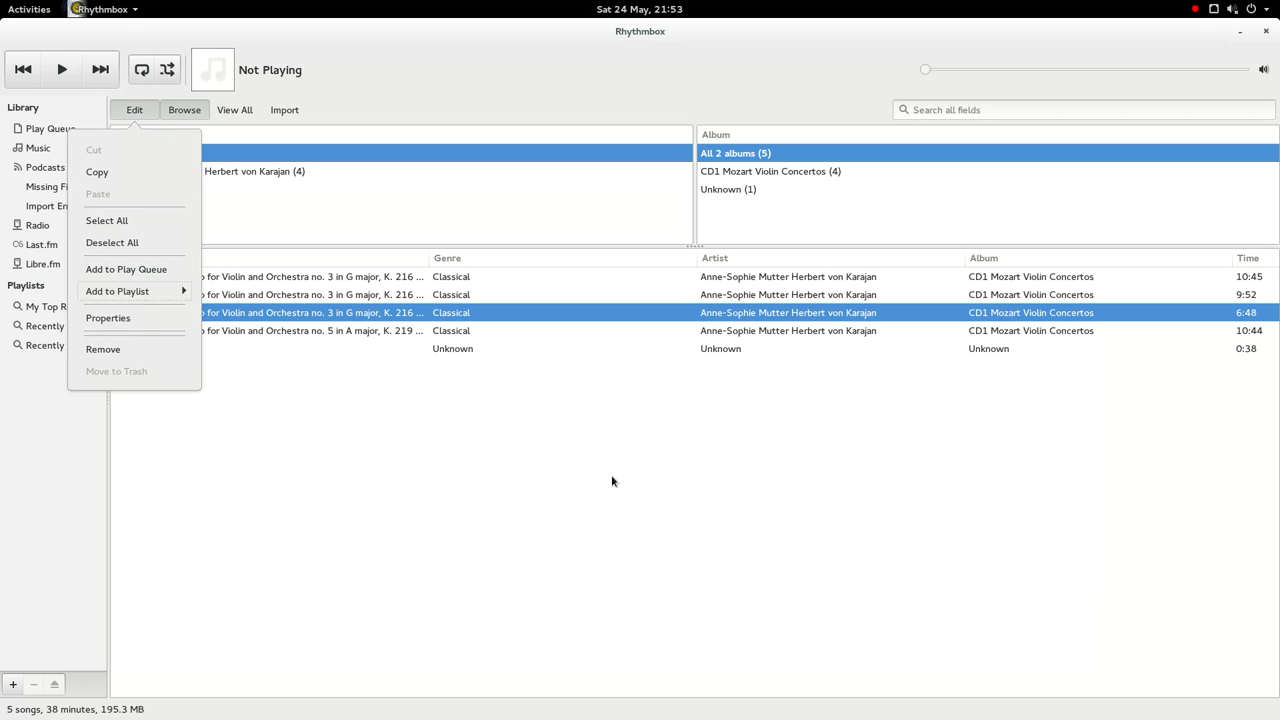 Activities Rhythmbox Sat 24 May, 21:53
Rhythmbox
Not Playing
Library
Edit Browse View All Import Search all fields
Play Queue
Music
Podcasts
Missing Fi
Import Er
Radio
Last.fm
Libre.fm
Playlists
My Top R
Recently
Recently
Cut
Copy
Paste
Select All
Deselect All
Add to Play Queue
Add to Playlist
Properties
Remove
Move to Trash
Herbert von Karajan (4)
Album
All 2 albums (5)
CD1 Mozart Violin Concertos (4)
Unknown (1)
Genre Artist Album Time
o for Violin and Orchestra no. 3 in G major, K. 216 ... Classical Anne-Sophie Mutter Herbert von Karajan CD1 Mozart Violin Concertos 10:45
o for Violin and Orchestra no. 3 in G major, K. 216 ... Classical Anne-Sophie Mutter Herbert von Karajan CD1 Mozart Violin Concertos 9:52
o for Violin and Orchestra no. 3 in G major, K. 216 ... Classical Anne-Sophie Mutter Herbert von Karajan CD1 Mozart Violin Concertos 6:48
o for Violin and Orchestra no. 5 in A major, K. 219 ... Classical Anne-Sophie Mutter Herbert von Karajan CD1 Mozart Violin Concertos 10:44
Unknown Unknown Unknown 0:38
5 songs, 38 minutes, 195.3 MB